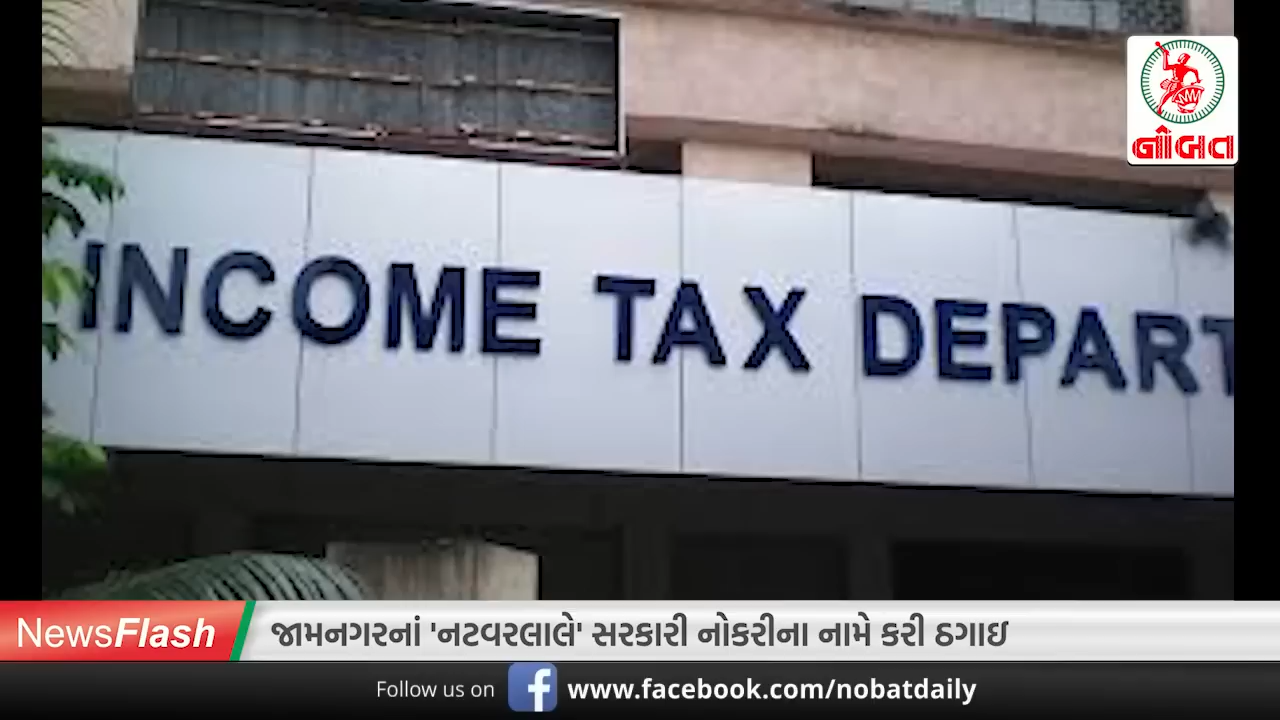 નોબત
INCOME TAX DEPART
NewsFlash
જામનગરનાં 'નટવરલાલે' સરકારી નોકરીના નામે કરી ઠગાઇ
Follow us on
www.facebook.com/nobatdaily